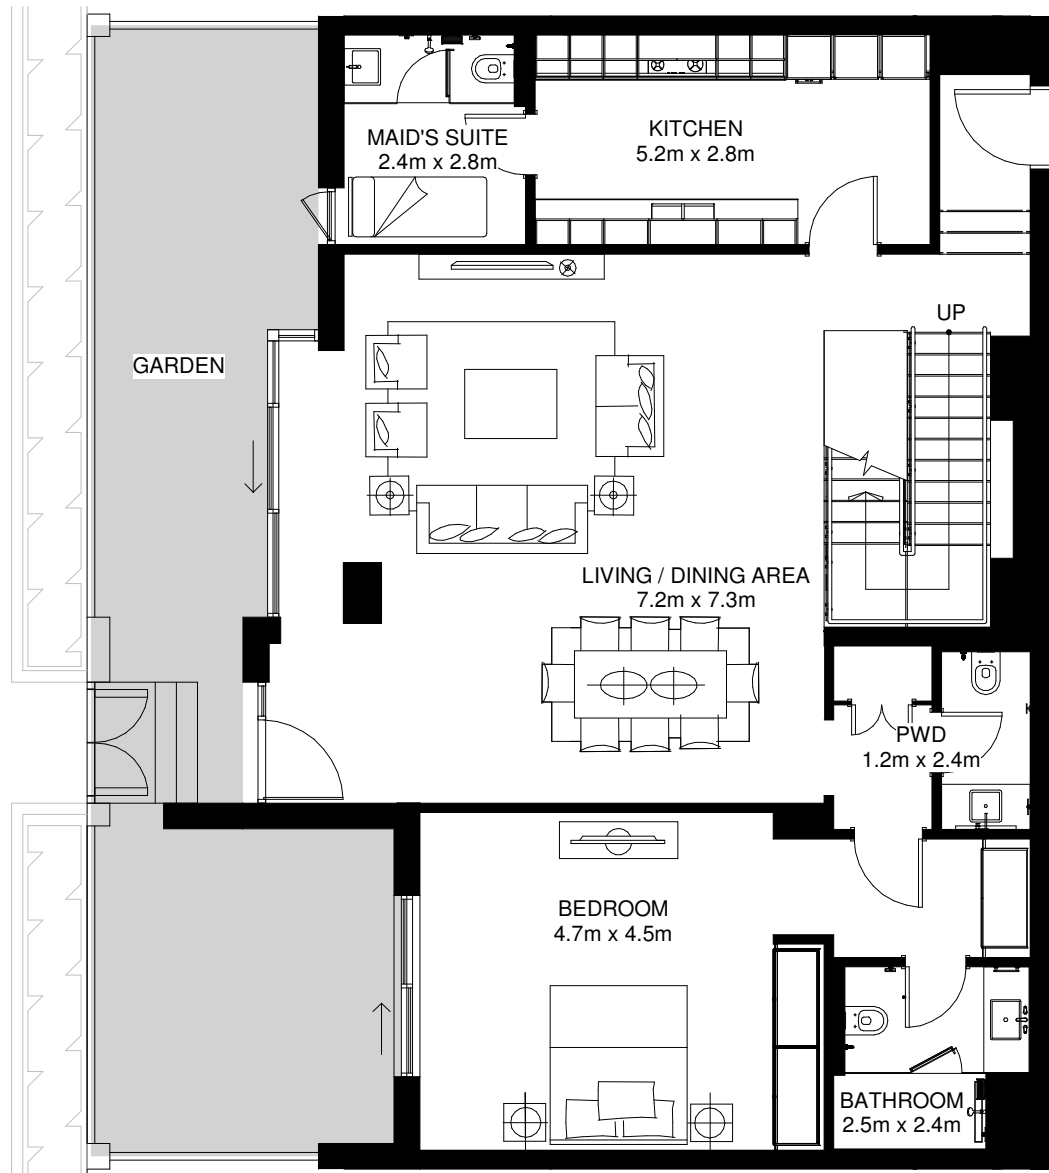 MAID'S SUITE
2.4m x 2.8m
KITCHEN
5.2m x 2.8m
UP
GARDEN
LIVING / DINING AREA
7.2m x 7.3m
PWD
1.2m x 2.4m
BEDROOM
4.7m x 4.5m
BATHROOM
2.5m x 2.4m